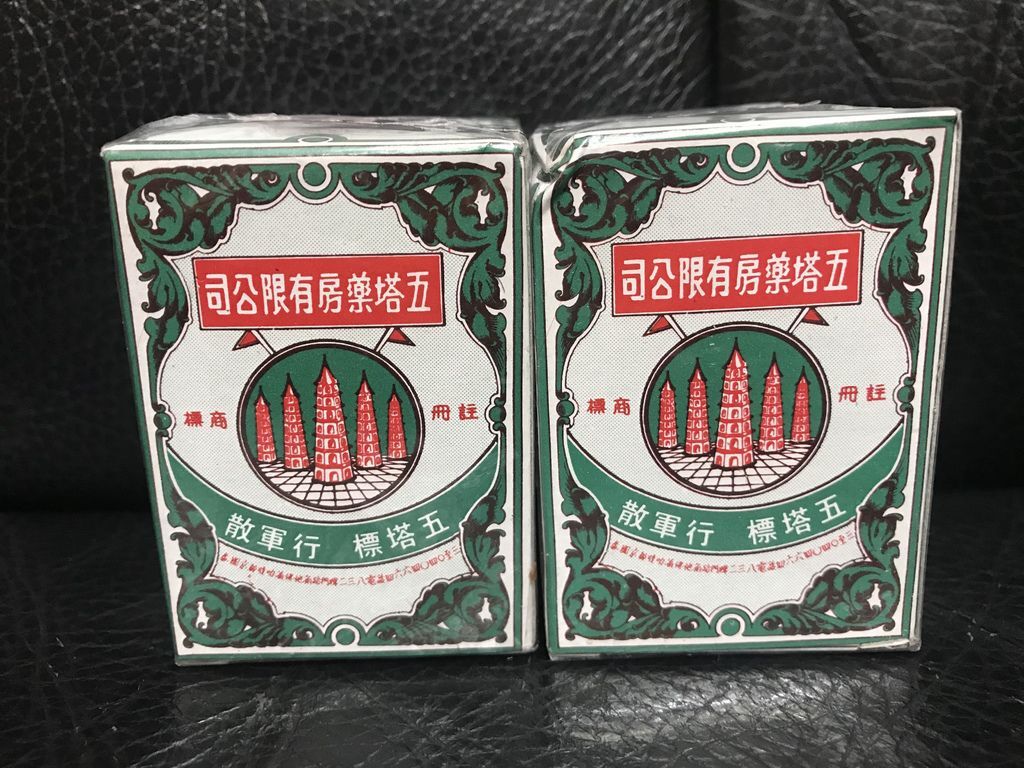 五塔藥房有限公司
註冊
商標
五塔標 行軍散
五塔藥房有限公司
註冊
商標
五塔標 行軍散